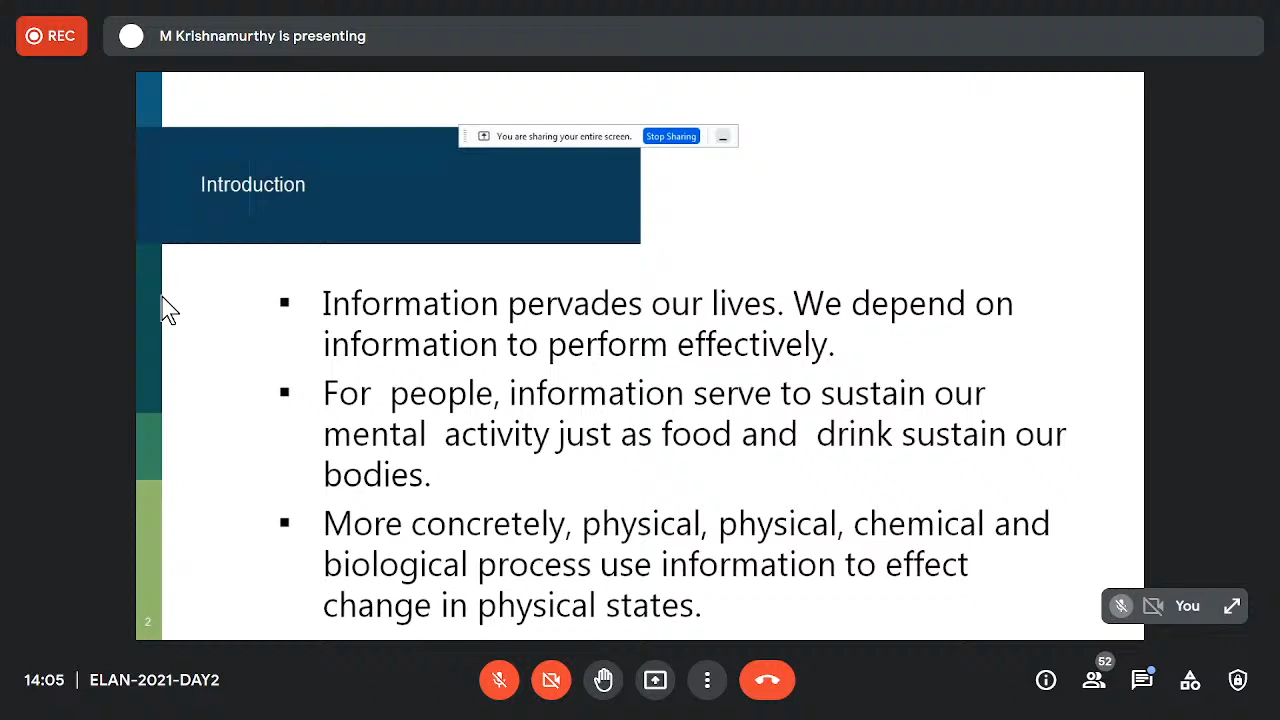 REC
M Krishnamurthy is presenting
You are sharing your entire screen. Stop Sharing
Introduction
▪ Information pervades our lives. We depend on
information to perform effectively.
▪ For people, information serve to sustain our
mental activity just as food and drink sustain our
bodies.
▪ More concretely, physical, physical, chemical and
biological process use information to effect
change in physical states.
2
You
14:05 | ELAN-2021-DAY2
52